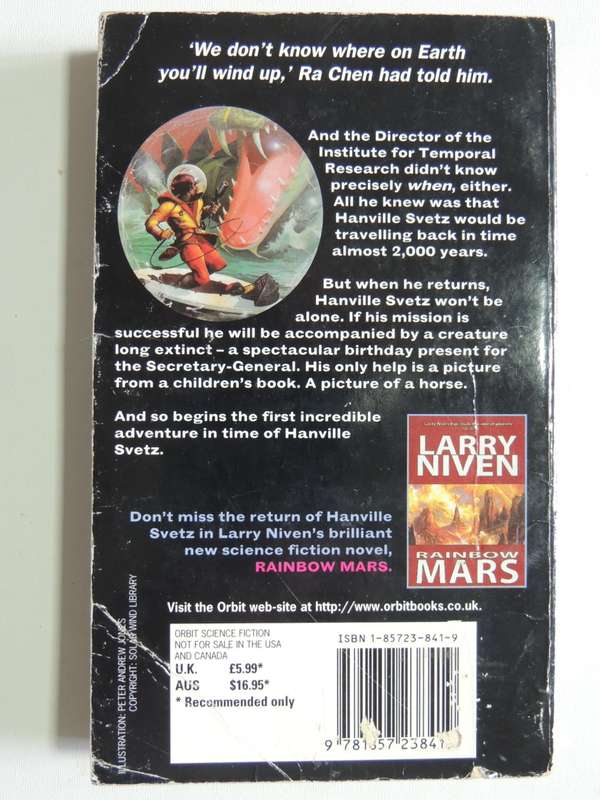 'We don't know where on Earth
you'll wind up,' Ra Chen had told him.
And the Director of the
Institute for Temporal
Research didn't know
precisely when, either.
All he knew was that
Hanville Svetz would be
travelling back in time
almost 2,000 years.
But when he returns,
Hanville Svetz won't be
alone. If his mission is
successful he will be accompanied by a creature
long extinct – a spectacular birthday present for
the Secretary-General. His only help is a picture
from a children's book. A picture of a horse.
And so begins the first incredible
adventure in time of Hanville
Svetz.
LARRY
NIVEN
RAINBOW
MARS
Don't miss the return of Hanville
Svetz in Larry Niven's brilliant
new science fiction novel,
RAINBOW MARS.
Visit the Orbit web-site at http://www.orbitbooks.co.uk.
ILLUSTRATION: PETER ANDREW JONES
COPYRIGHT: SOLAR WIND LIBRARY
ORBIT SCIENCE FICTION
NOT FOR SALE IN THE USA
AND CANADA
U.K. £5.99*
AUS $16.95*
* Recommended only
ISBN 1-85723-841-9
9 781857 23841